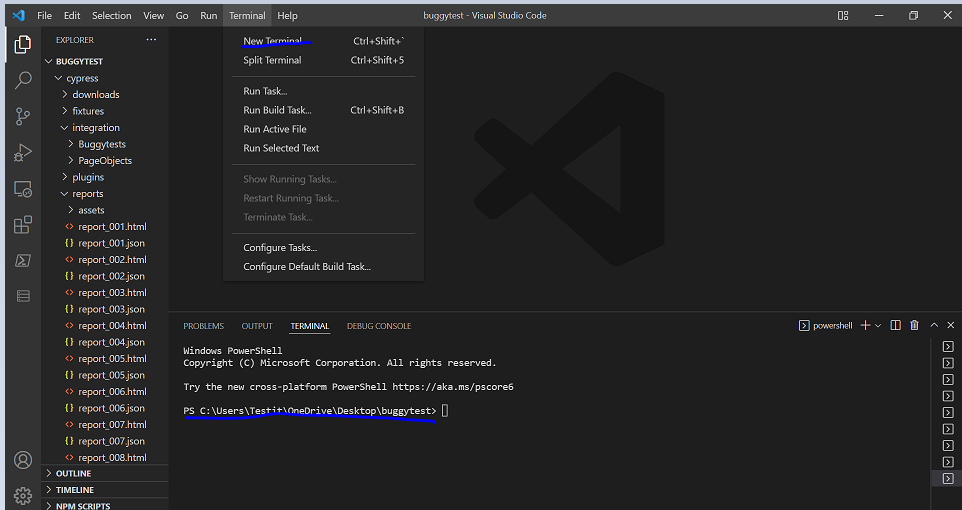 File Edit Selection View Go Run Terminal Help buggytest - Visual Studio Code
EXPLORER ...
BUGGYTEST
cypress
downloads
fixtures
integration
Buggytests
PageObjects
plugins
reports
assets
report_001.html
report_001.json
report_002.html
report_002.json
report_003.html
report_003.json
report_004.html
report_004.json
report_005.html
report_005.json
report_006.html
report_006.json
report_007.html
report_007.json
report_008.html
OUTLINE
TIMELINE
NPM SCRIPTS
New Terminal Ctrl+Shift+`
Split Terminal Ctrl+Shift+5
Run Task...
Run Build Task... Ctrl+Shift+B
Run Active File
Run Selected Text
Show Running Tasks...
Restart Running Task...
Terminate Task...
Configure Tasks...
Configure Default Build Task...
PROBLEMS OUTPUT TERMINAL DEBUG CONSOLE powershell
Windows PowerShell
Copyright (C) Microsoft Corporation. All rights reserved.
Try the new cross-platform PowerShell https://aka.ms/pscore6
PS C:\Users\Testit\OneDrive\Desktop\buggytest>